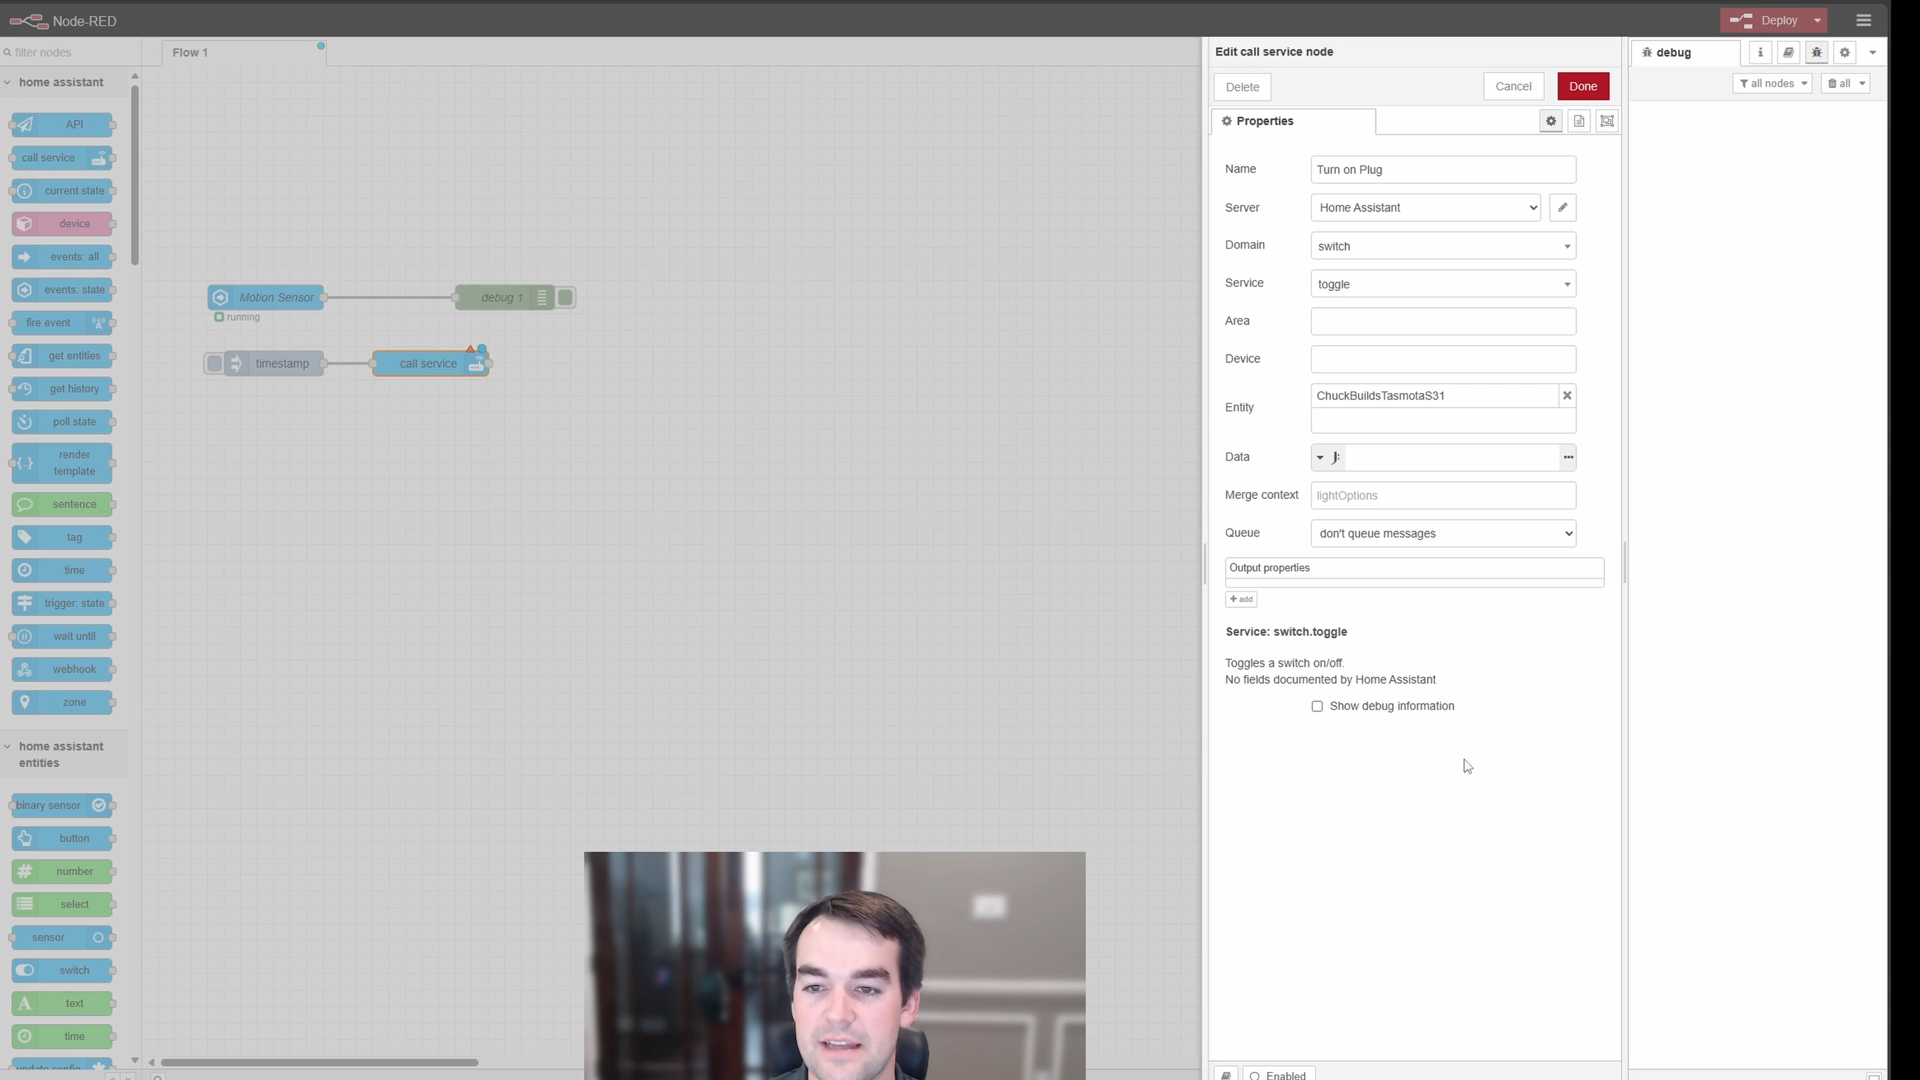 Node-RED
Deploy
filter nodes
Flow 1
Edit call service node
debug
home assistant
Delete
Cancel
Done
all nodes
all
API
Properties
call service
current state
Name
Turn on Plug
device
Server
Home Assistant
events: all
Domain
switch
events: state
Service
toggle
Motion Sensor
debug 1
running
fire event
Area
get entities
Device
timestamp
call service
get history
Entity
ChuckBuildsTasmotaS31
poll state
Data
J:
render
template
Merge context
lightOptions
sentence
Queue
don't queue messages
tag
time
Output properties
add
trigger: state
Service: switch.toggle
wait until
Toggles a switch on/off.
No fields documented by Home Assistant
webhook
Show debug information
zone
home assistant
entities
binary sensor
button
number
select
sensor
switch
text
time
update config
Enabled